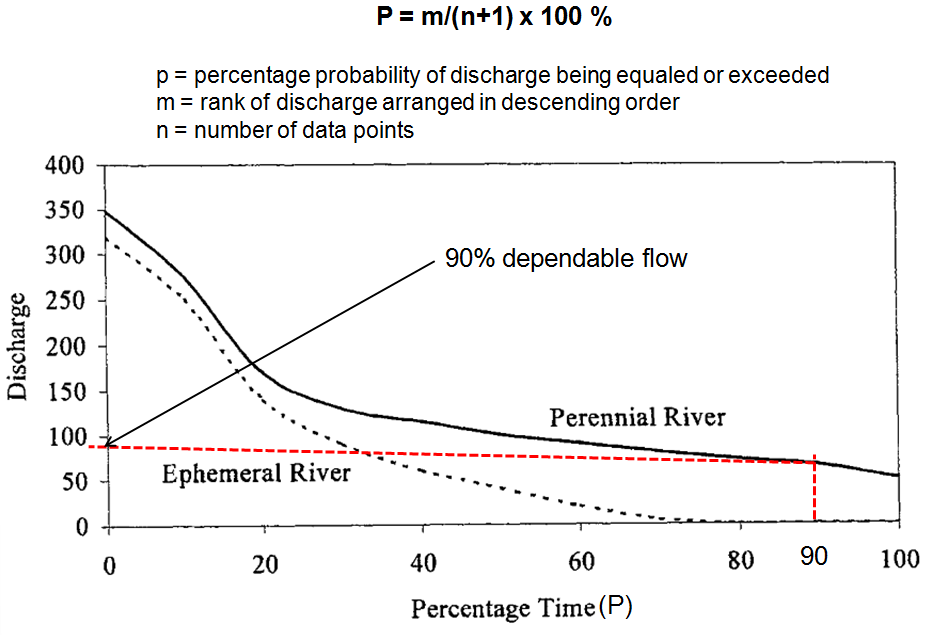 P = m/(n+1) x 100 %
p = percentage probability of discharge being equaled or exceeded
m = rank of discharge arranged in descending order
n = number of data points
400
350
300
250
200
150
100
50
0
Discharge
90% dependable flow
Perennial River
Ephemeral River
0 20 40 60 80 90 100
Percentage Time (P)